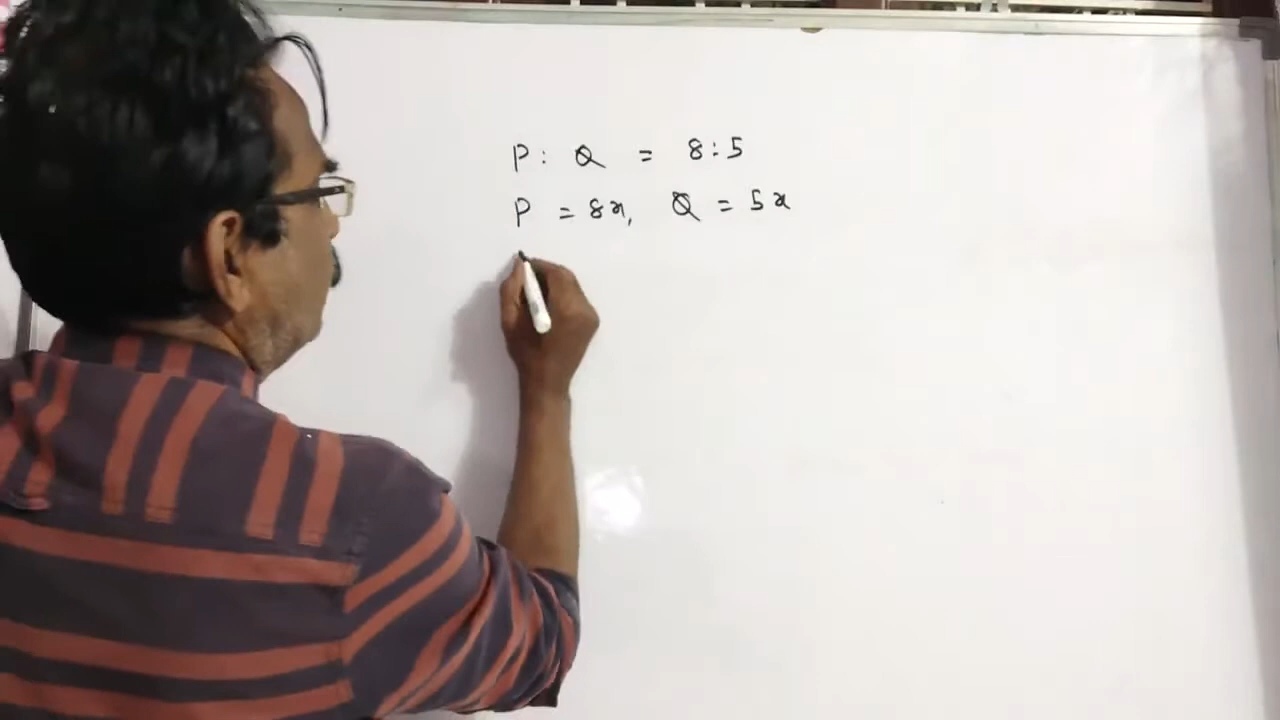 P : Q = 8 : 5
P = 8x, Q = 5x